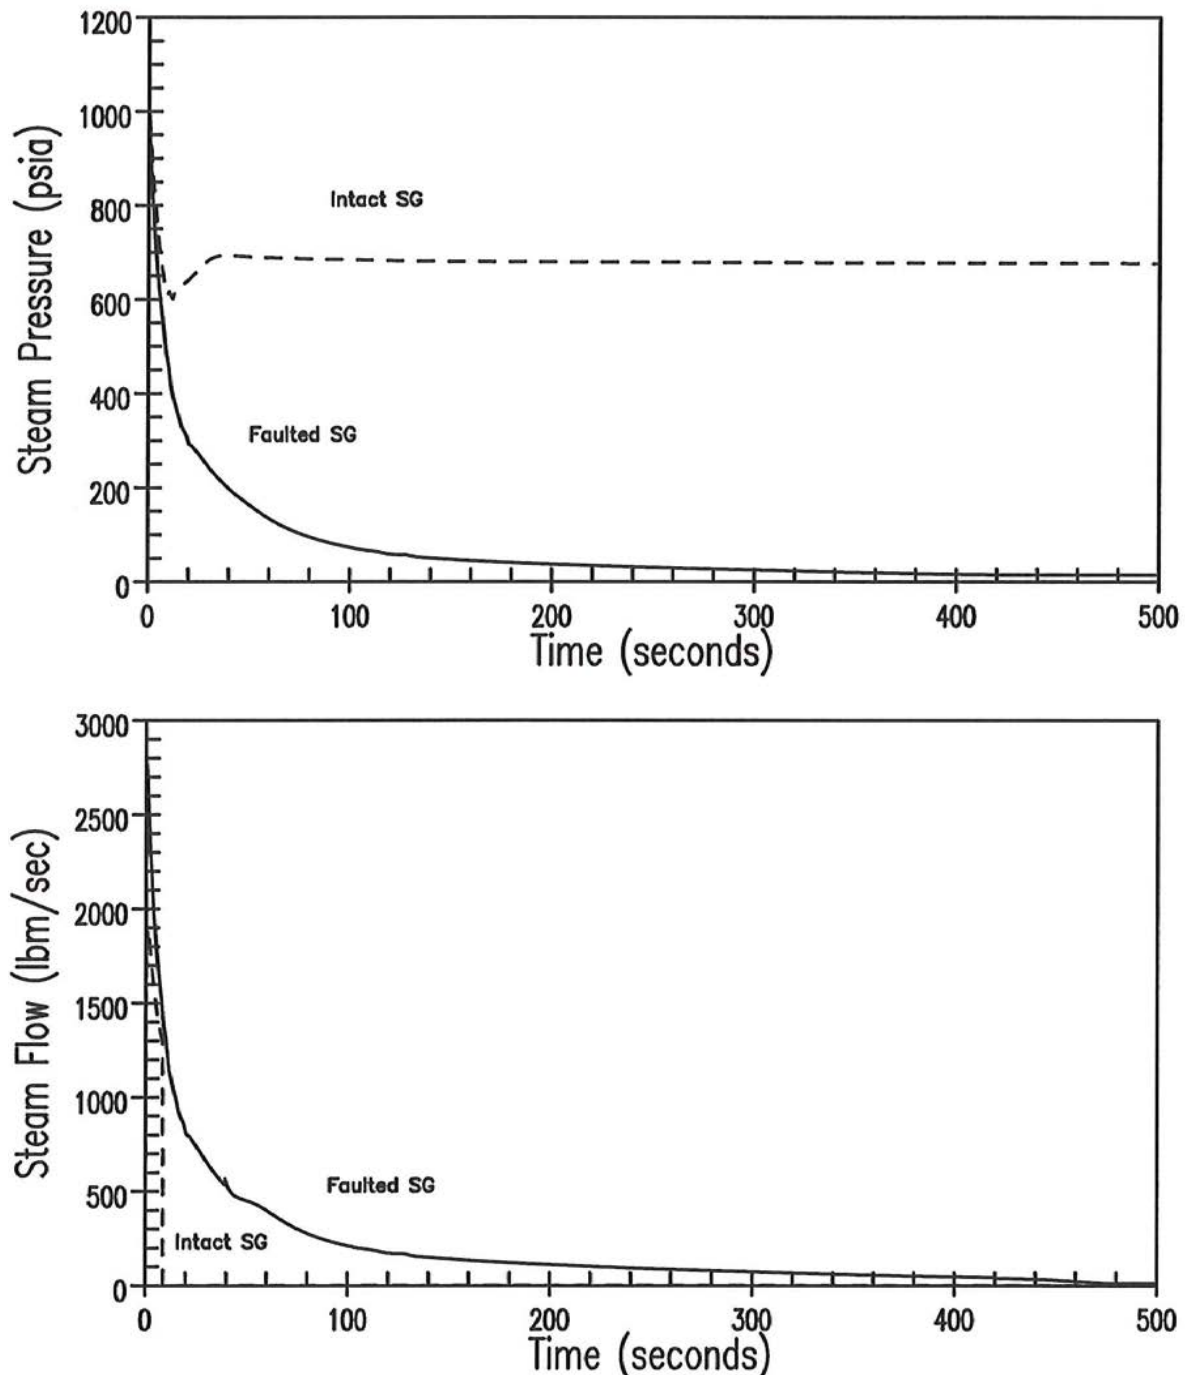 Steam Pressure (psia)
1200
1000
800
600
400
200
0
Intact SG
Faulted SG
0 100 200 300 400 500
Time (seconds)
Steam Flow (lbm/sec)
3000
2500
2000
1500
1000
500
0
Faulted SG
Intact SG
0 100 200 300 400 500
Time (seconds)